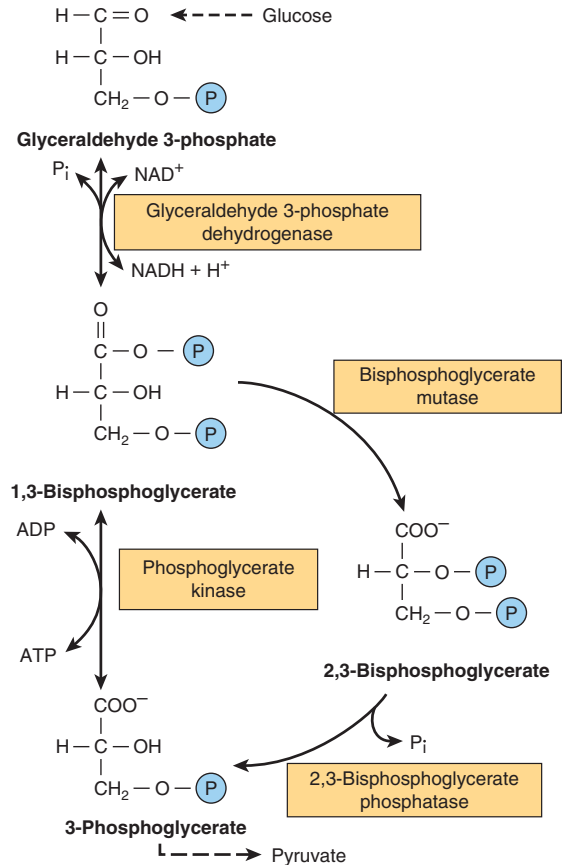 H — C = O
Glucose
H — C — OH
CH₂ — O — P
Glyceraldehyde 3-phosphate
Pi
NAD⁺
Glyceraldehyde 3-phosphate
dehydrogenase
NADH + H⁺
O
C — O — P
H — C — OH
CH₂ — O — P
Bisphosphoglycerate
mutase
1,3-Bisphosphoglycerate
ADP
Phosphoglycerate
kinase
ATP
COO⁻
H — C — O — P
CH₂ — O — P
2,3-Bisphosphoglycerate
COO⁻
H — C — OH
CH₂ — O — P
Pi
2,3-Bisphosphoglycerate
phosphatase
3-Phosphoglycerate
Pyruvate